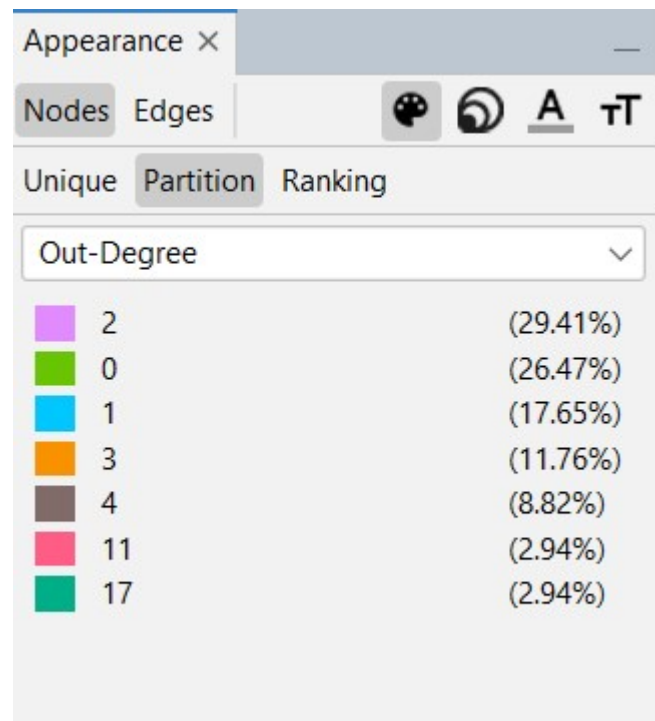 Appearance ×
Nodes Edges A TT
Unique Partition Ranking
Out-Degree
2 (29.41%)
0 (26.47%)
1 (17.65%)
3 (11.76%)
4 (8.82%)
11 (2.94%)
17 (2.94%)